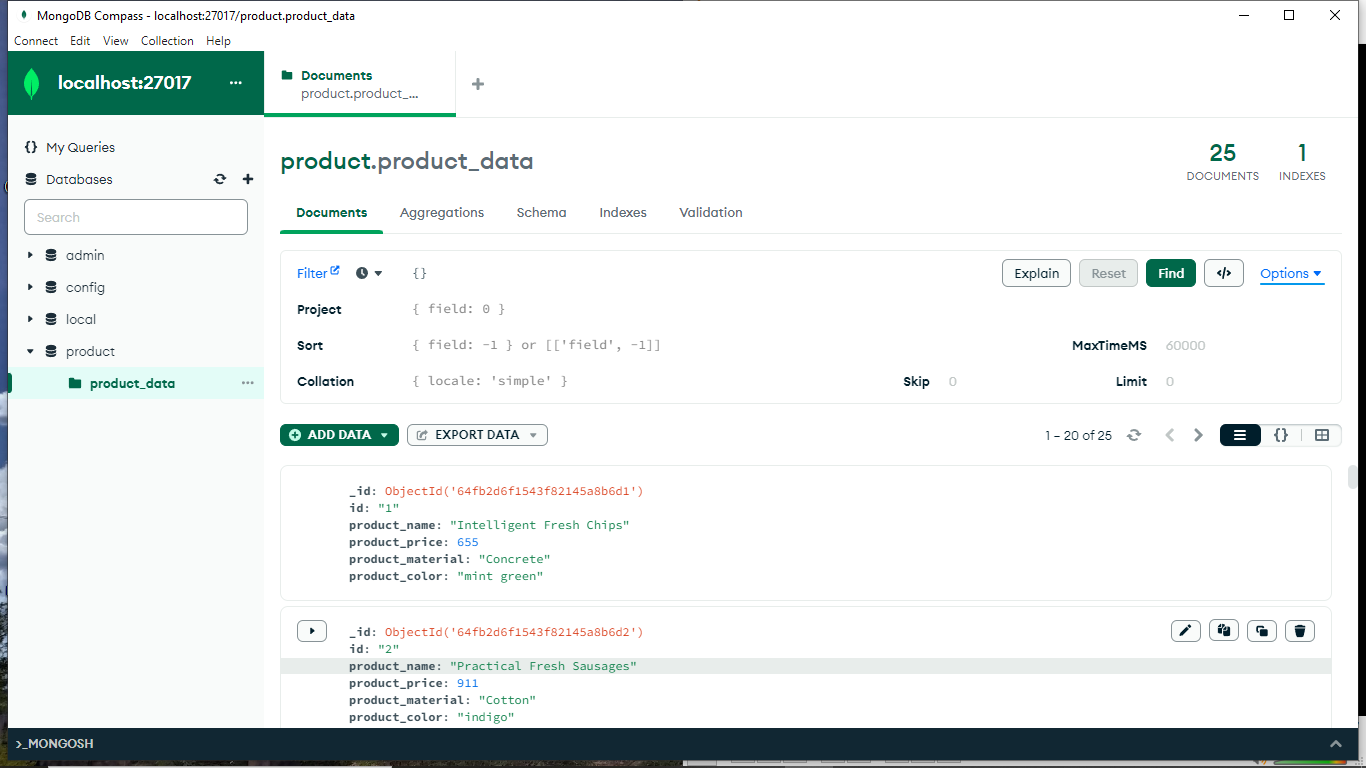 MongoDB Compass - localhost:27017/product.product_data
Connect Edit View Collection Help
localhost:27017 ...
Documents
product.product_...
My Queries
Databases
Search
admin
config
local
product
product_data ...
product.product_data
25
DOCUMENTS
1
INDEXES
Documents Aggregations Schema Indexes Validation
Filter {} Explain Reset Find </> Options
Project { field: 0 }
Sort { field: -1 } or [['field', -1]] MaxTimeMS 60000
Collation { locale: 'simple' } Skip 0 Limit 0
ADD DATA EXPORT DATA 1 – 20 of 25 {}
_id: ObjectId('64fb2d6f1543f82145a8b6d1')
id: "1"
product_name: "Intelligent Fresh Chips"
product_price: 655
product_material: "Concrete"
product_color: "mint green"
_id: ObjectId('64fb2d6f1543f82145a8b6d2')
id: "2"
product_name: "Practical Fresh Sausages"
product_price: 911
product_material: "Cotton"
product_color: "indigo"
>_MONGOSH